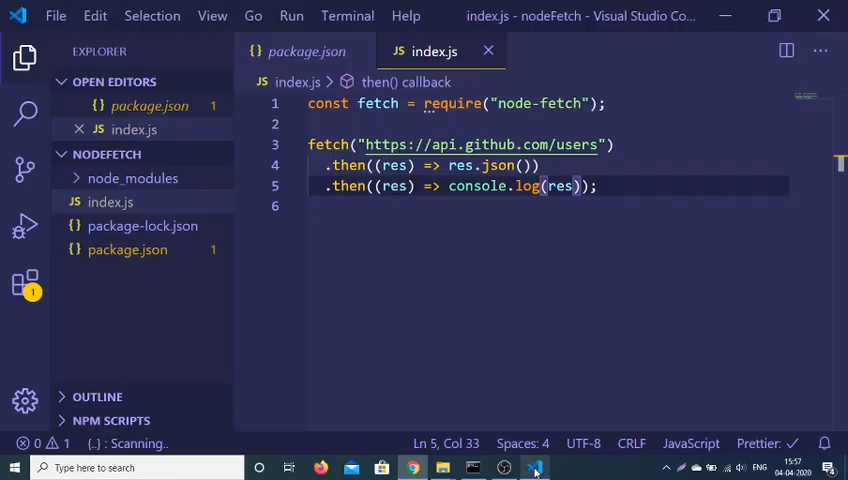 File Edit Selection View Go Run Terminal Help index.js - nodeFetch - Visual Studio Co...
EXPLORER
OPEN EDITORS
{ } package.json 1
JS index.js
NODEFETCH
node_modules
JS index.js
{ } package-lock.json
{ } package.json 1
OUTLINE
NPM SCRIPTS
1
{ } package.json JS index.js
JS index.js > then() callback
1 const fetch = require("node-fetch");
2
3 fetch("https://api.github.com/users")
4 .then((res) => res.json())
5 .then((res) => console.log(res));
6
0 1 {..} : Scanning.. Ln 5, Col 33 Spaces: 4 UTF-8 CRLF JavaScript Prettier: ✓
Type here to search ENG 15:57
04-04-2020